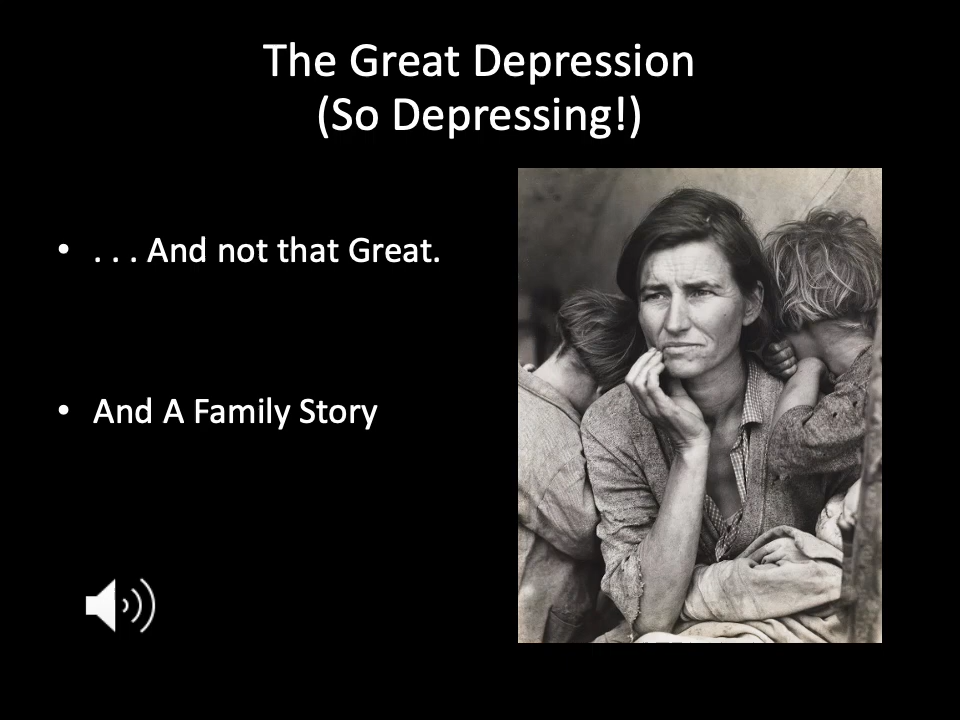 The Great Depression
(So Depressing!)
• . . . And not that Great.
• And A Family Story